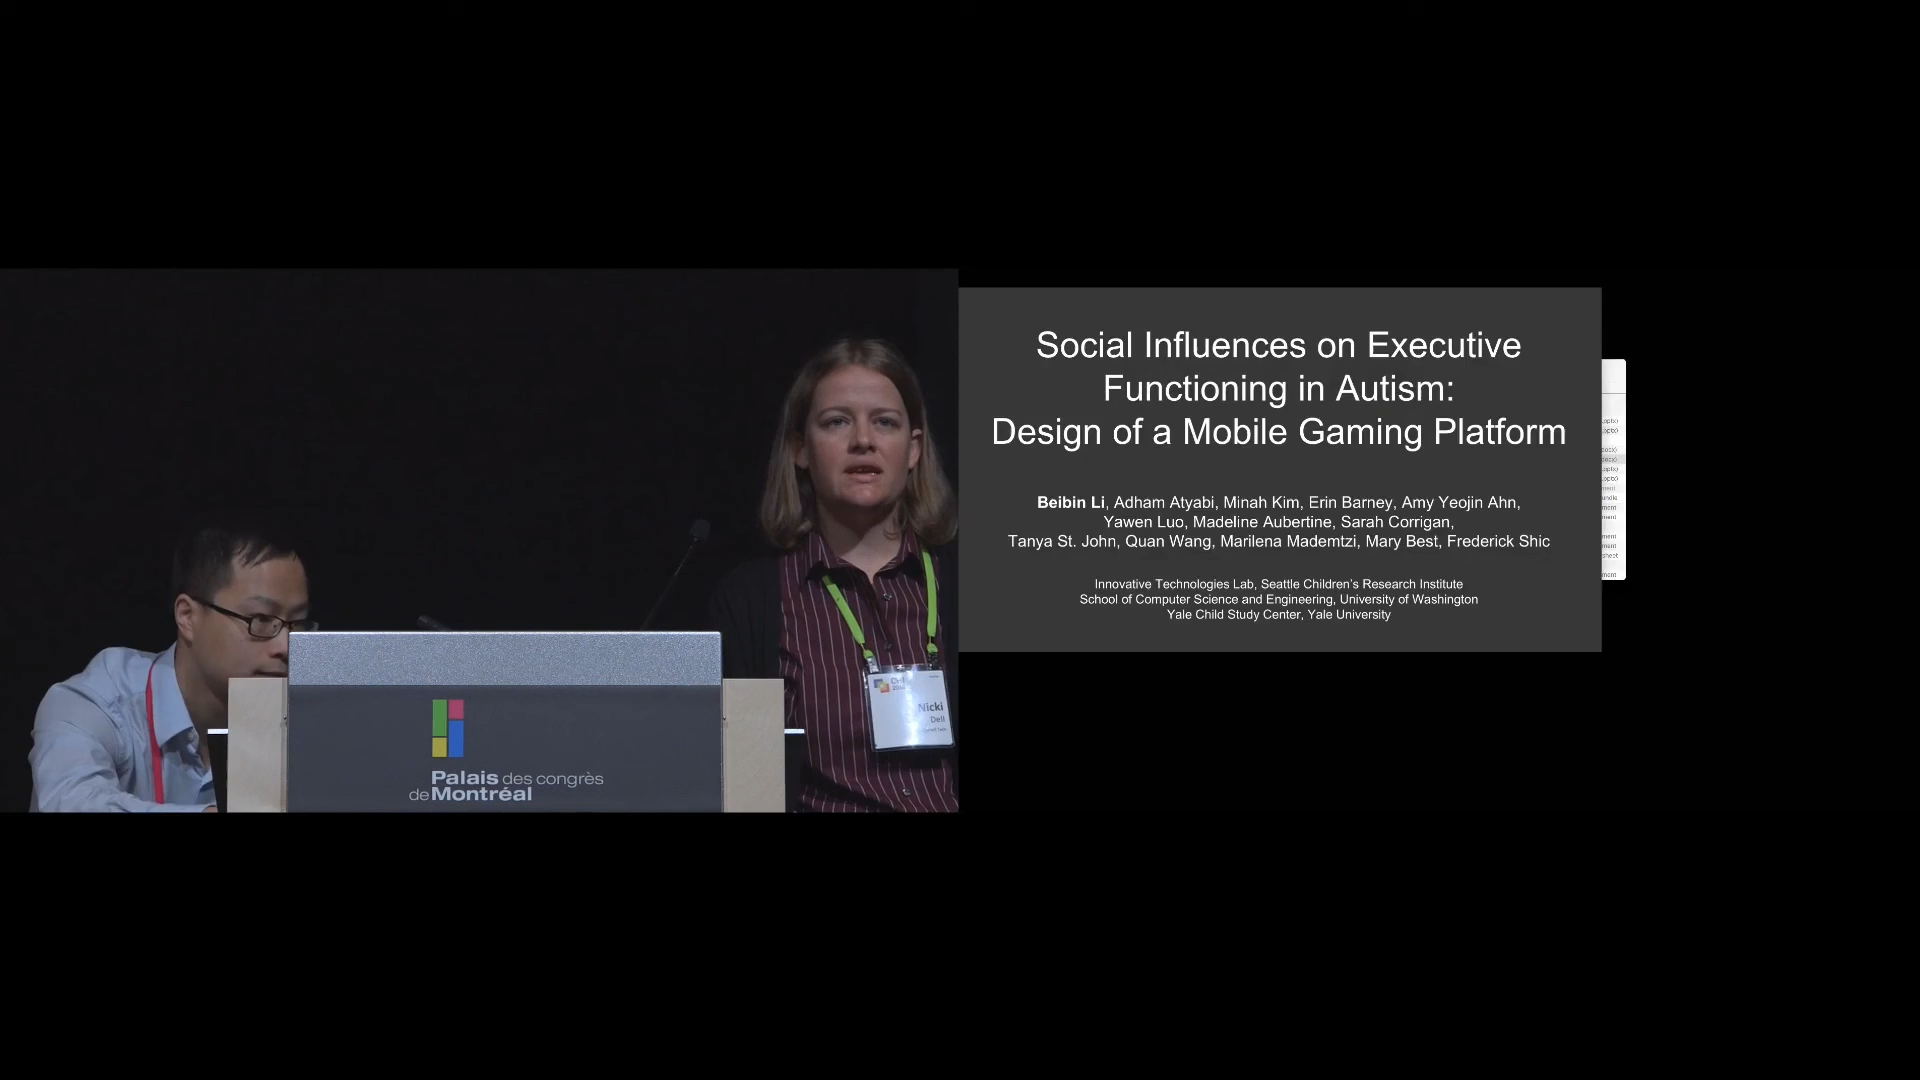 Social Influences on Executive
Functioning in Autism:
Design of a Mobile Gaming Platform
Beibin Li, Adham Atyabi, Minah Kim, Erin Barney, Amy Yeojin Ahn,
Yawen Luo, Madeline Aubertine, Sarah Corrigan,
Tanya St. John, Quan Wang, Marilena Mademtzi, Mary Best, Frederick Shic
Innovative Technologies Lab, Seattle Children's Research Institute
School of Computer Science and Engineering, University of Washington
Yale Child Study Center, Yale University
Nicki
Dell
Palais des congrès
de Montréal